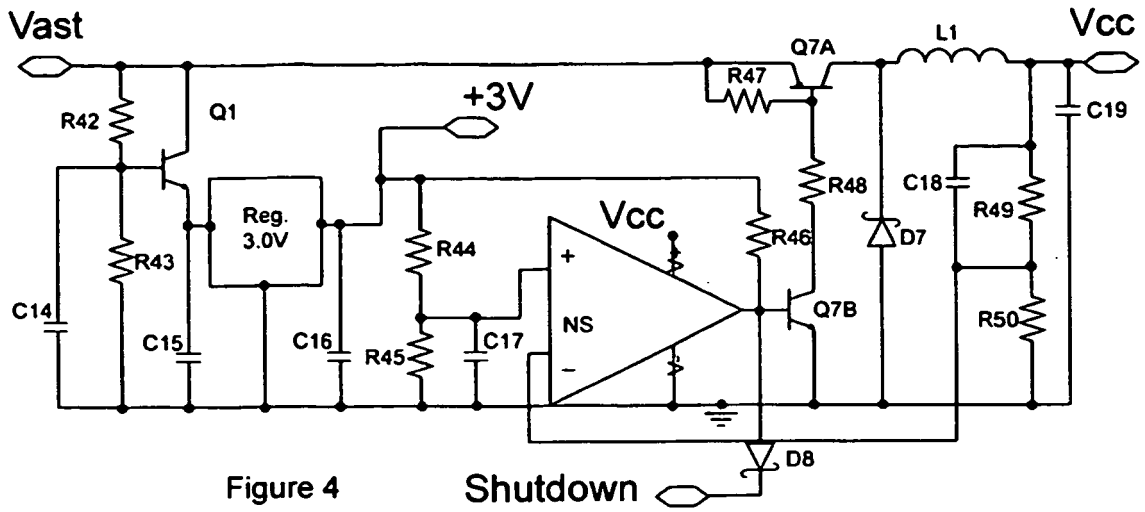 Vast
Vcc
L1
Q7A
R47
+3V
Q1
R42
C19
R48
C18
R49
Reg.
3.0V
Vcc
R44
R46
D7
R43
+
NS
Q7B
C14
C15
C16
R45
C17
R50
−
D8
Figure 4
Shutdown